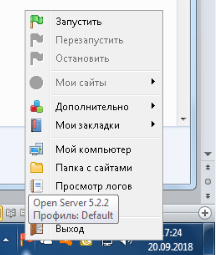 Запустить
Перезапустить
Остановить
Мои сайты
Дополнительно
Мои закладки
Мой компьютер
Папка с сайтами
Просмотр логов
Open Server 5.2.2
Профиль: Default
Выход
17:24
20.09.2018